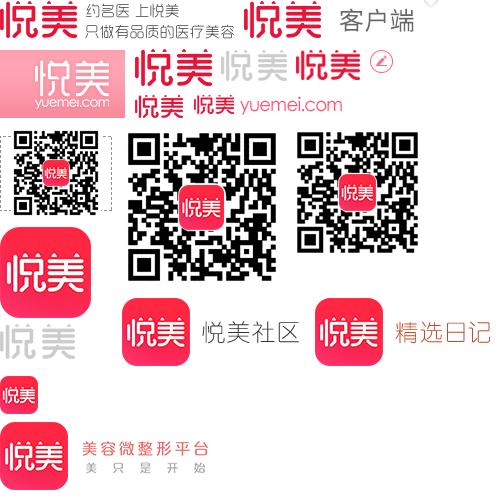 悦美 约名医 上悦美
只做有品质的医疗美容
悦美 客户端
悦美
yuemei.com
悦美 悦美 悦美
悦美 悦美 yuemei.com
悦美
悦美
悦美
悦美
悦美
悦美 悦美社区
悦美 精选日记
悦美
悦美 美容微整形平台
美只是开始